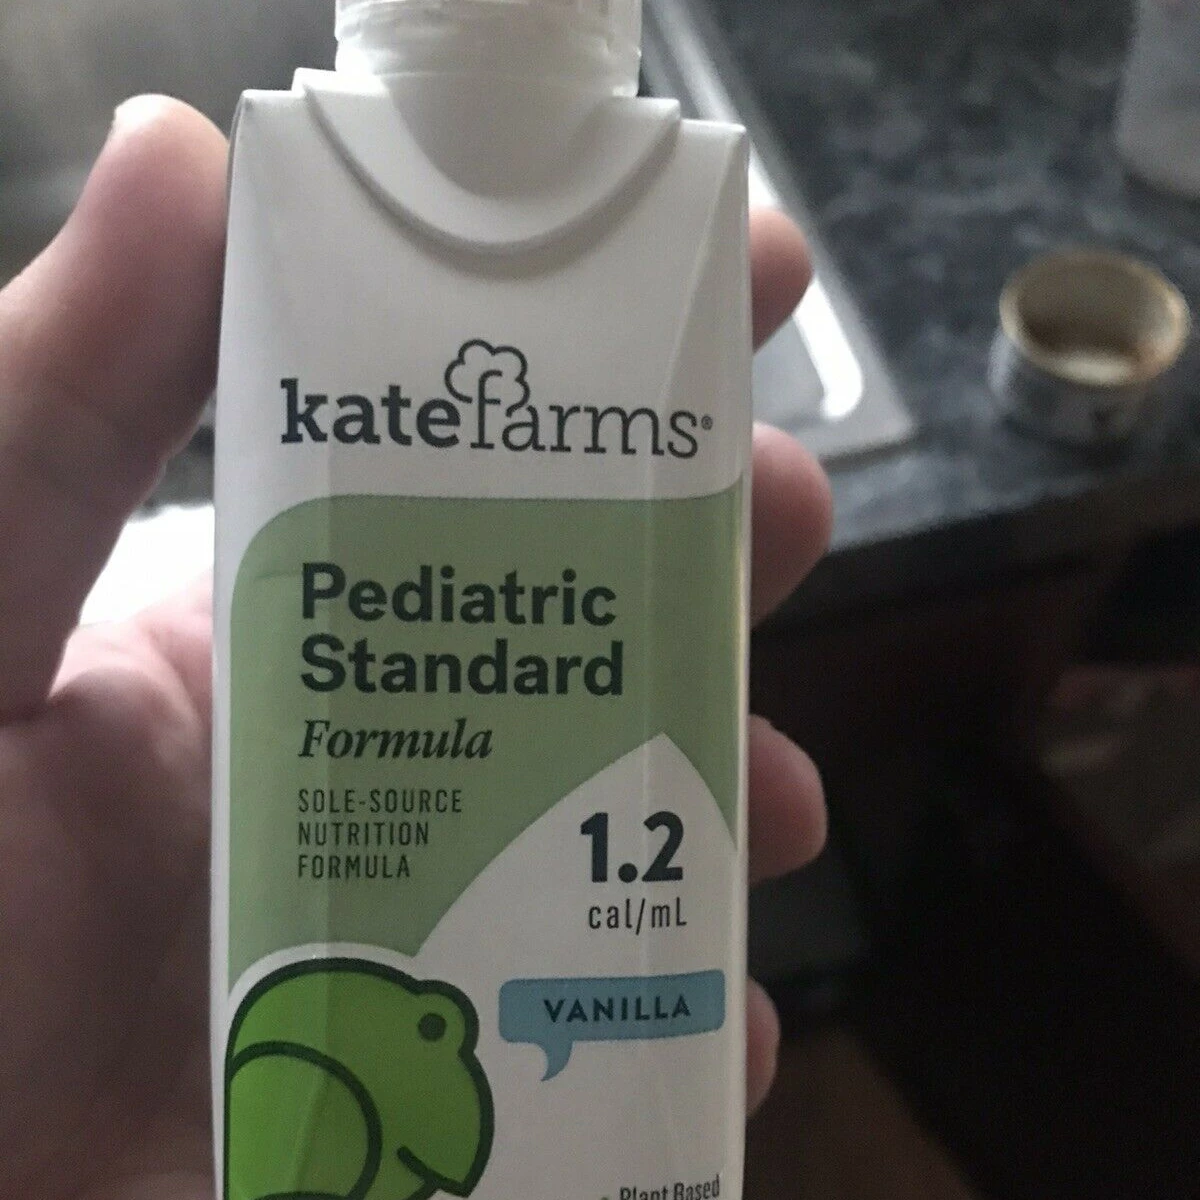 katefarms®
Pediatric
Standard
Formula
SOLE-SOURCE
NUTRITION
FORMULA
1.2
cal/mL
VANILLA
Plant Based